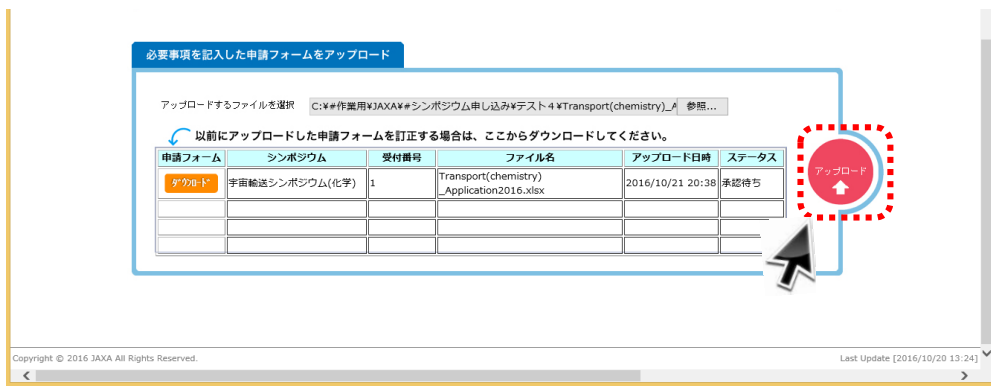 必要事項を記入した申請フォームをアップロード
アップロードするファイルを選択 C:¥#作業用¥JAXA¥#シンポジウム申し込み¥テスト4¥Transport(chemistry)_A 参照...
以前にアップロードした申請フォームを訂正する場合は、ここからダウンロードしてください。
申請フォーム シンポジウム 受付番号 ファイル名 アップロード日時 ステータス
ﾀﾞｳﾝﾛｰﾄﾞ 宇宙輸送シンポジウム(化学) 1 Transport(chemistry) 2016/10/21 20:38 承認待ち
_Application2016.xlsx
アップロード
Copyright © 2016 JAXA All Rights Reserved. Last Update [2016/10/20 13:24]